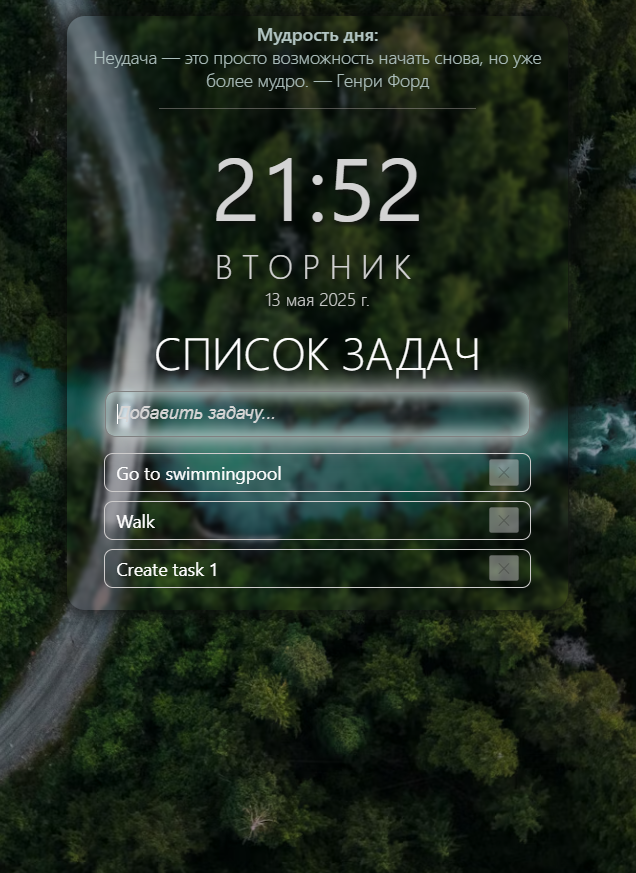 Мудрость дня:
Неудача — это просто возможность начать снова, но уже
более мудро. — Генри Форд
21:52
ВТОРНИК
13 мая 2025 г.
СПИСОК ЗАДАЧ
Добавить задачу...
Go to swimmingpool
Walk
Create task 1